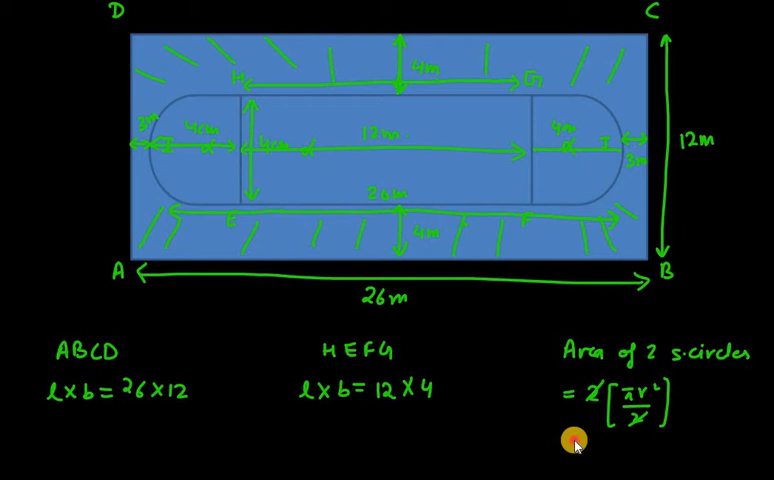 D C
4m
H G
3m 4cm 4cm 12m. 4m
I α α α J 3m
12m
20m
E F
4m
A B
26m
ABCD HEFG Area of 2 s.circles
l×b = 26×12 l×b = 12×4 = 2[πr²/2]